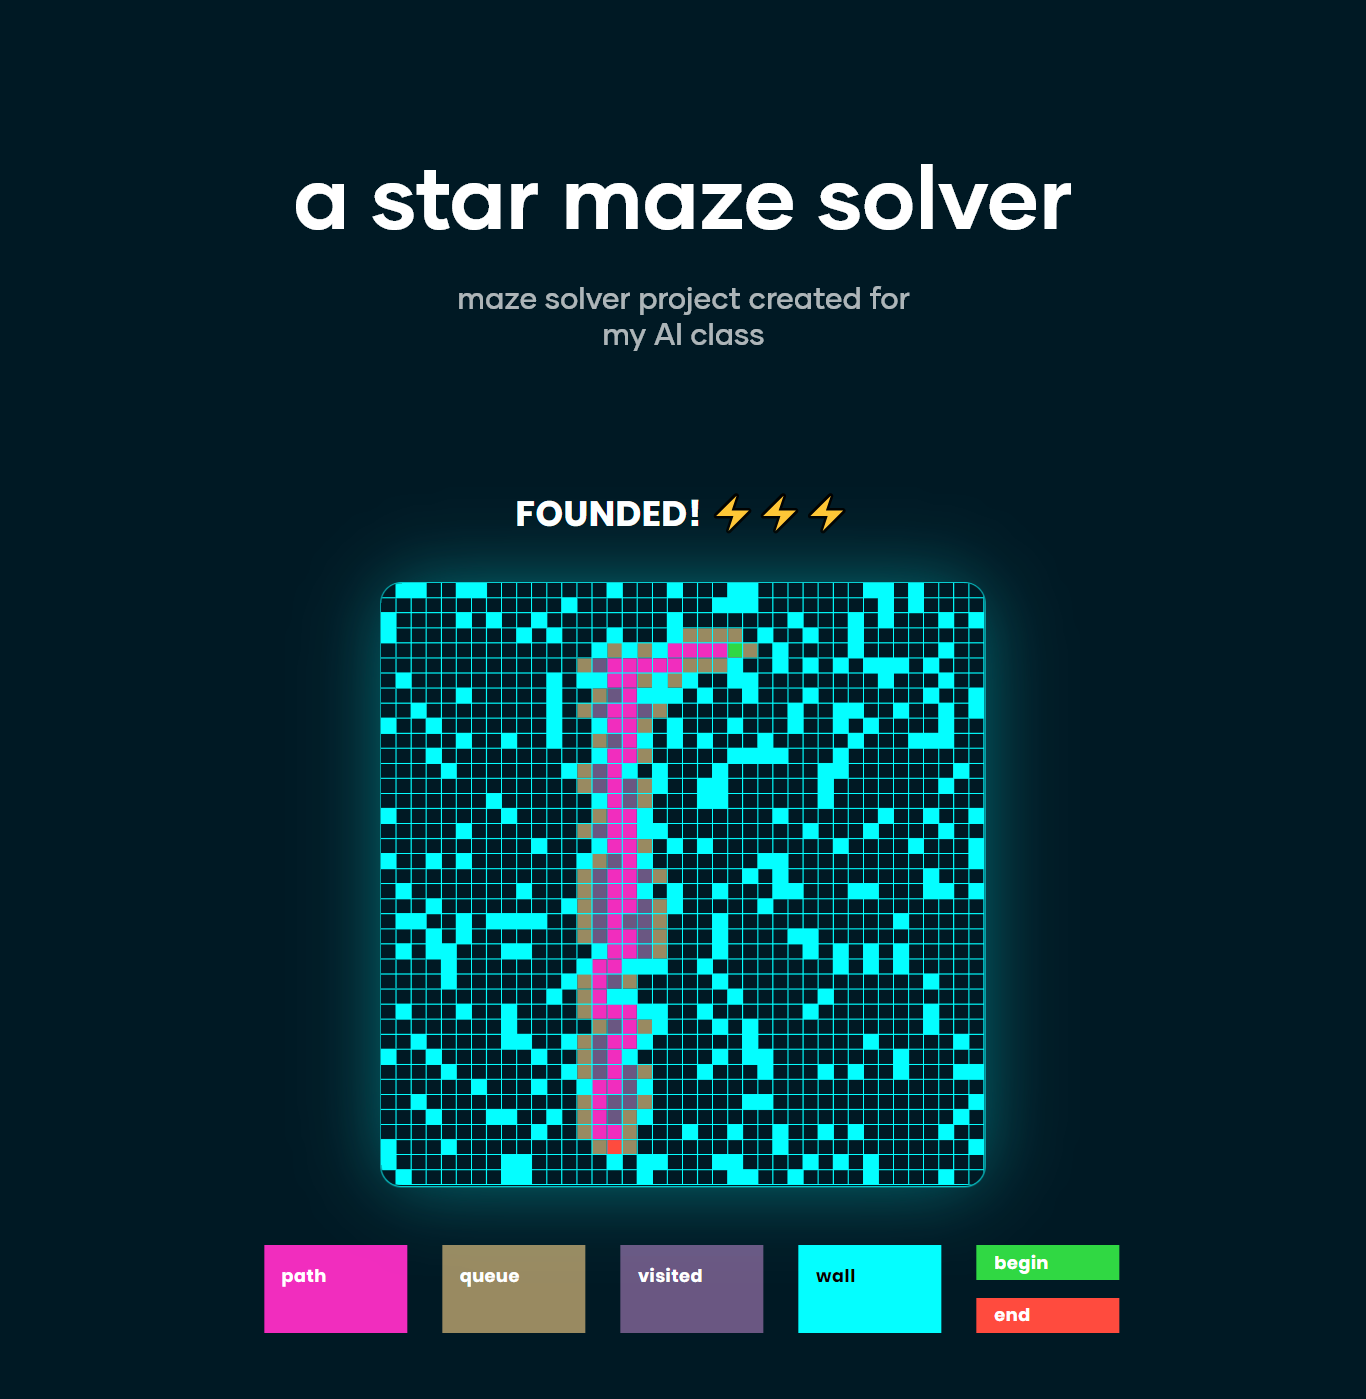 a star maze solver
maze solver project created for
my AI class
FOUNDED! ⚡⚡⚡
path
queue
visited
wall
begin
end